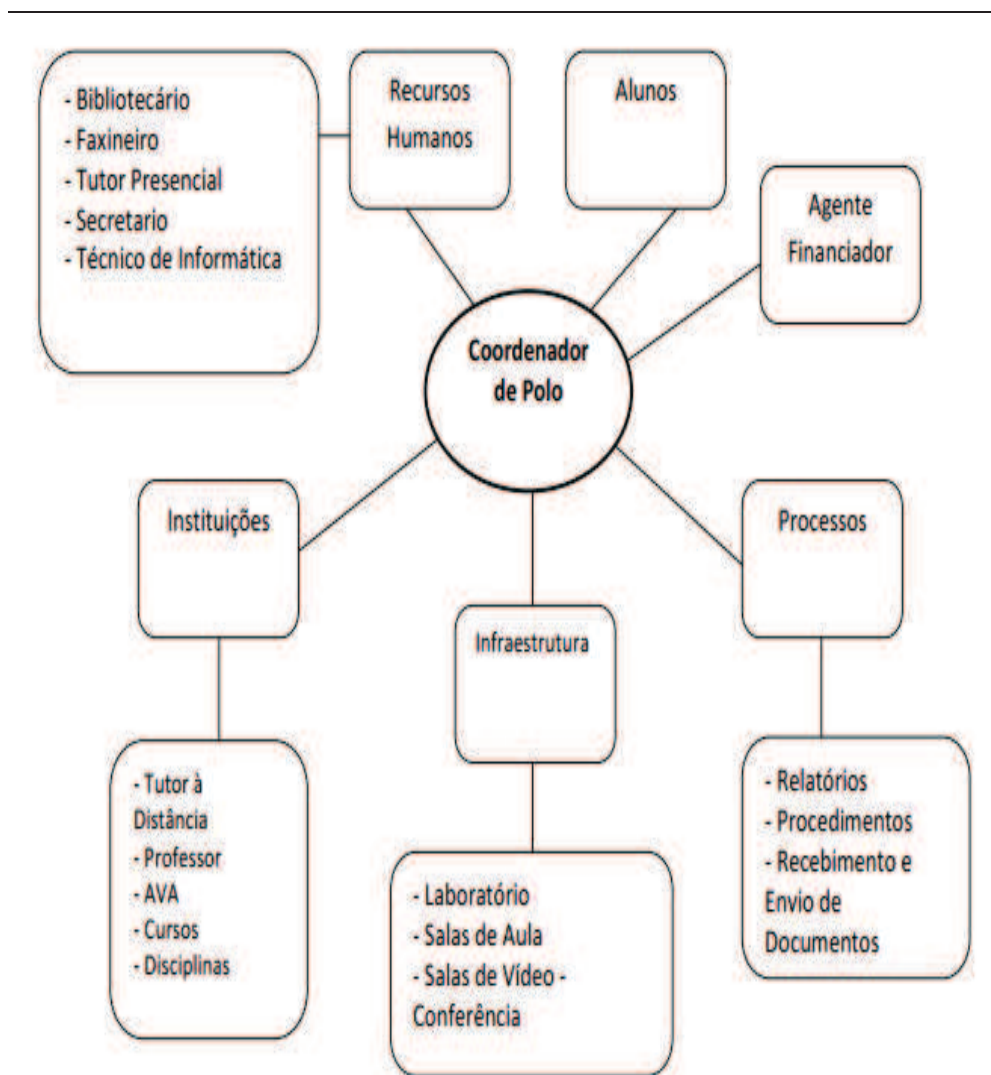 - Bibliotecário
- Faxineiro
- Tutor Presencial
- Secretario
- Técnico de Informática
Recursos
Humanos
Alunos
Agente
Financiador
Coordenador
de Polo
Instituições
Processos
Infraestrutura
- Tutor à
Distância
- Professor
- AVA
- Cursos
- Disciplinas
- Laboratório
- Salas de Aula
- Salas de Vídeo -
Conferência
- Relatórios
- Procedimentos
- Recebimento e
Envio de
Documentos